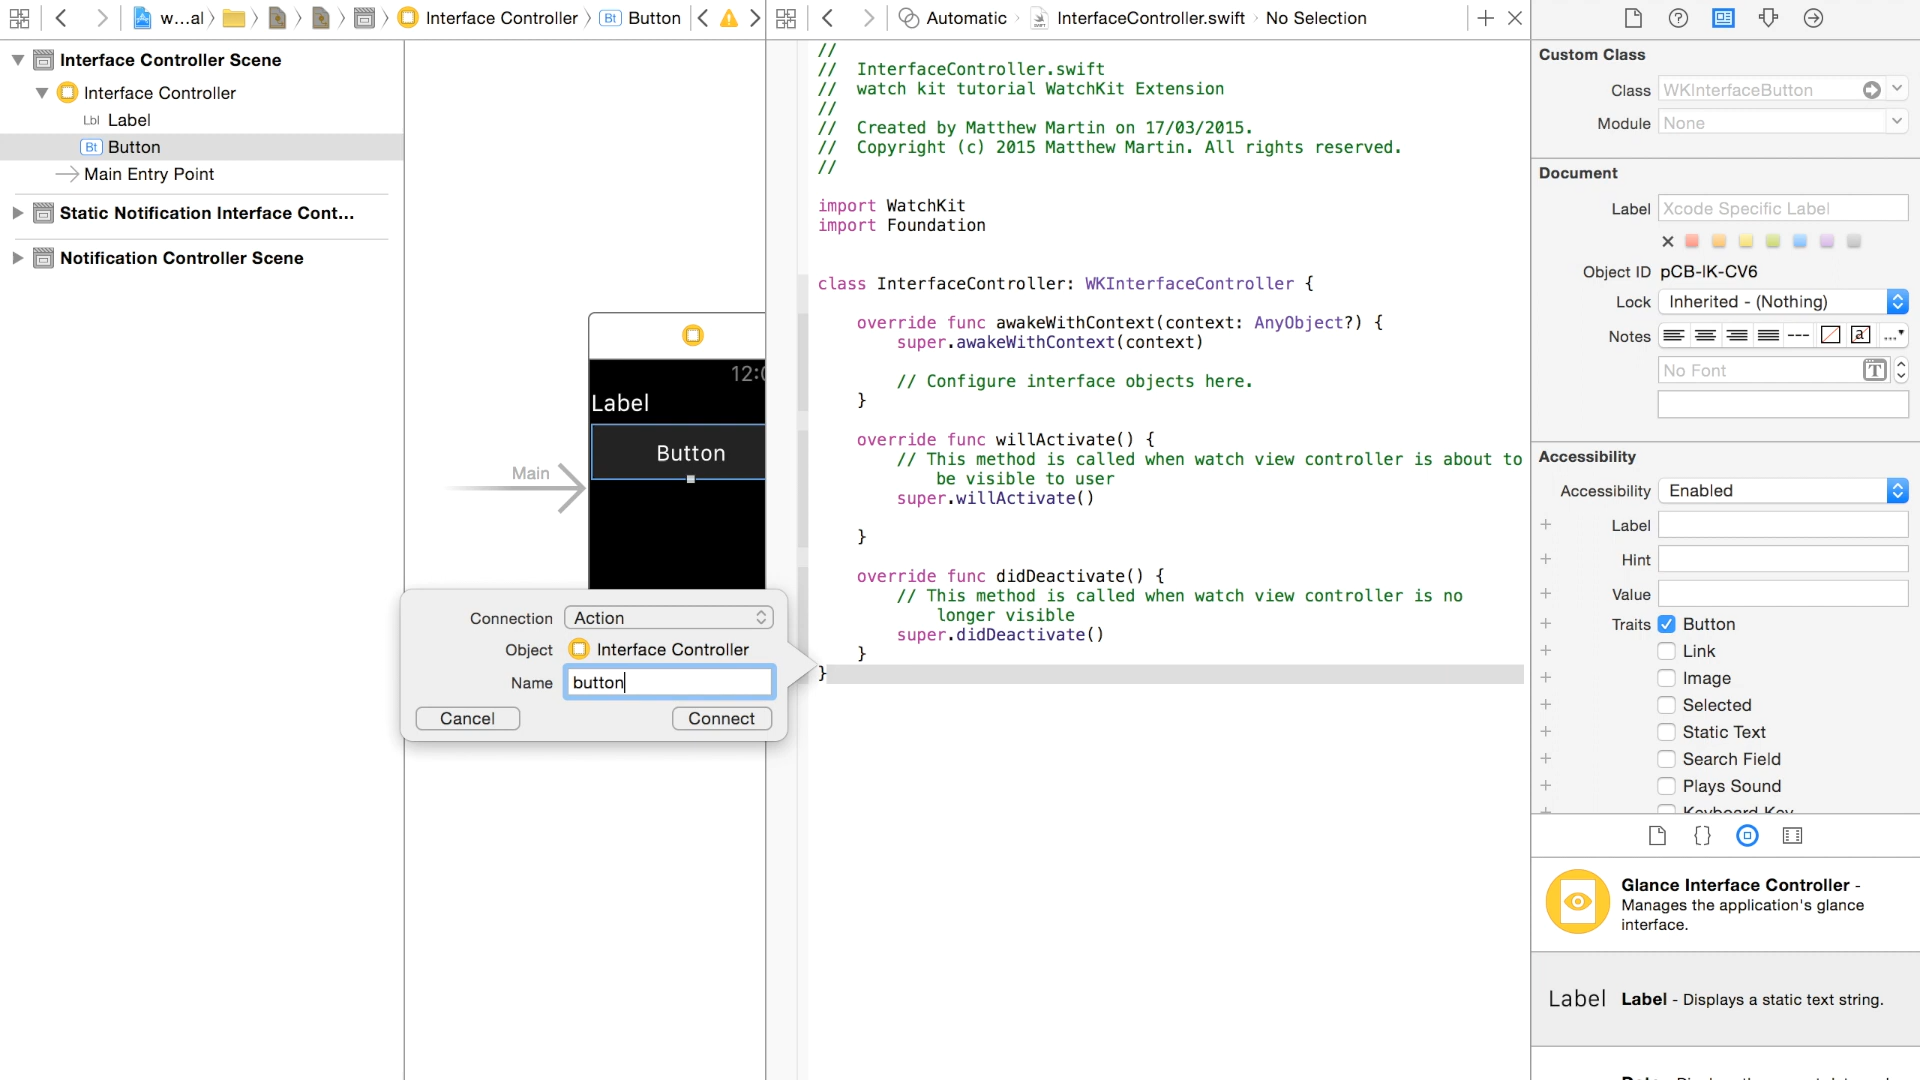 w...al
Interface Controller
Bt
Button
Automatic
InterfaceController.swift
No Selection
Interface Controller Scene
Interface Controller
Lbl Label
Bt Button
Main Entry Point
Static Notification Interface Cont...
Notification Controller Scene
Main
Label
Button
Connection Action
Object Interface Controller
Name button
Cancel Connect
//
// InterfaceController.swift
// watch kit tutorial WatchKit Extension
//
// Created by Matthew Martin on 17/03/2015.
// Copyright (c) 2015 Matthew Martin. All rights reserved.
//
import WatchKit
import Foundation
class InterfaceController: WKInterfaceController {
override func awakeWithContext(context: AnyObject?) {
super.awakeWithContext(context)
// Configure interface objects here.
}
override func willActivate() {
// This method is called when watch view controller is about to
be visible to user
super.willActivate()
}
override func didDeactivate() {
// This method is called when watch view controller is no
longer visible
super.didDeactivate()
}
}
Custom Class
Class WKInterfaceButton
Module None
Document
Label Xcode Specific Label
Object ID pCB-lK-CV6
Lock Inherited - (Nothing)
Notes
No Font
Accessibility
Accessibility Enabled
Label
Hint
Value
Traits Button
Link
Image
Selected
Static Text
Search Field
Plays Sound
Keyboard Key
Glance Interface Controller -
Manages the application's glance
interface.
Label Label - Displays a static text string.